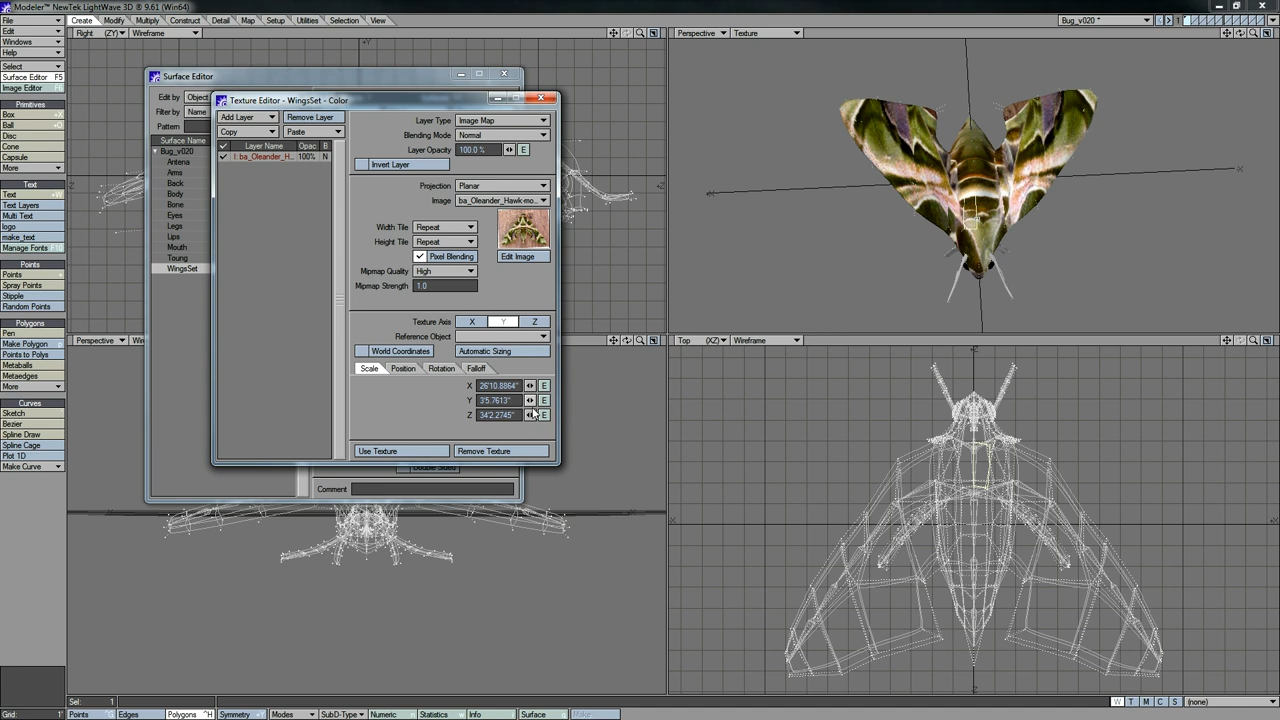 Modeler™ NewTek LightWave 3D ® 9.61 (Win64)
File
Edit
Windows
Help
Select
Surface Editor F5
Image Editor F6
Primitives
Box +X
Ball +O
Disc
Cone
Capsule
More
Text
Text +W
Text Layers
Multi Text
logo
make_text
Manage Fonts F10
Points
Points +
Spray Points
Stipple
Random Points
Polygons
Pen
Make Polygon p
Points to Polys
Metaballs
Metaedges
More
Curves
Sketch
Bezier
Spline Draw
Spline Cage
Plot 1D
Make Curve
Create Modify Multiply Construct Detail Map Setup Utilities Selection View
Bug_v020 *
1
Right (ZY) Wireframe
Perspective Texture
Perspective
Top (XZ) Wireframe
Surface Editor
Edit by Object
Filter by Name
Pattern
Surface Name
Bug_v020
Antena
Arms
Back
Body
Bone
Eyes
Legs
Lips
Mouth
Toung
WingsSet
Double Sided
Comment
Texture Editor - WingsSet - Color
Add Layer Remove Layer
Copy Paste
Layer Name Opac B
I: ba_Oleander_H... 100% N
Layer Type Image Map
Blending Mode Normal
Layer Opacity 100.0 % E
Invert Layer
Projection Planar
Image ba_Oleander_Hawk-mo...
Width Tile Repeat
Height Tile Repeat
Pixel Blending Edit Image
Mipmap Quality High
Mipmap Strength 1.0
Texture Axis X Y Z
Reference Object
World Coordinates Automatic Sizing
Scale Position Rotation Falloff
X 26'10.8864" E
Y 3'5.7613" E
Z 34'2.2745" E
Use Texture Remove Texture
Sel: 1
W T M C S (none)
Grid: 1' Points Edges Polygons ^H Symmetry +Y Modes SubD-Type Numeric n Statistics w Info i Surface q Make